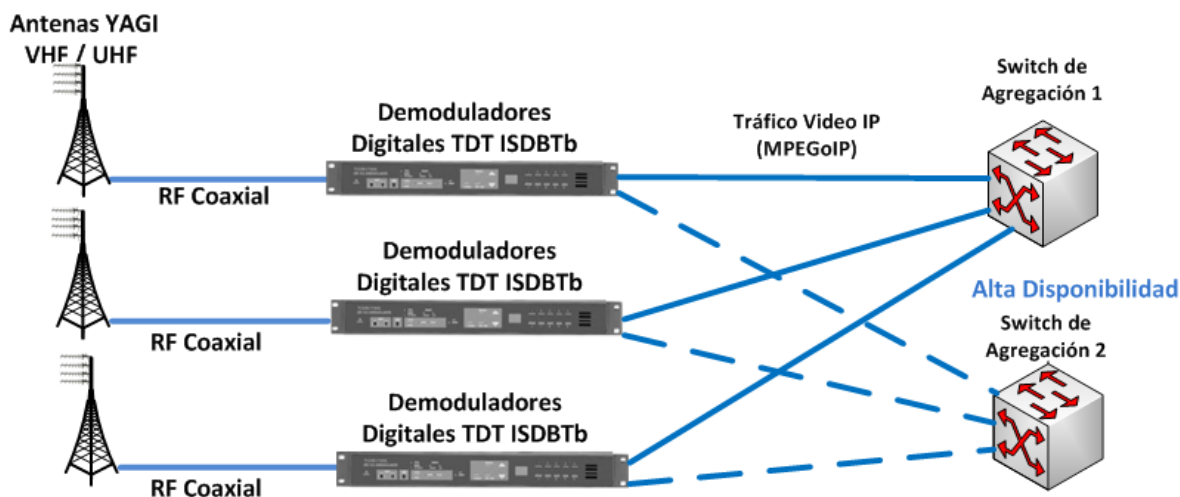 Antenas YAGI
VHF / UHF
Switch de
Agregación 1
Demoduladores
Digitales TDT ISDBTb
Tráfico Video IP
(MPEGoIP)
RF Coaxial
Demoduladores
Digitales TDT ISDBTb
Alta Disponibilidad
RF Coaxial
Switch de
Agregación 2
Demoduladores
Digitales TDT ISDBTb
RF Coaxial